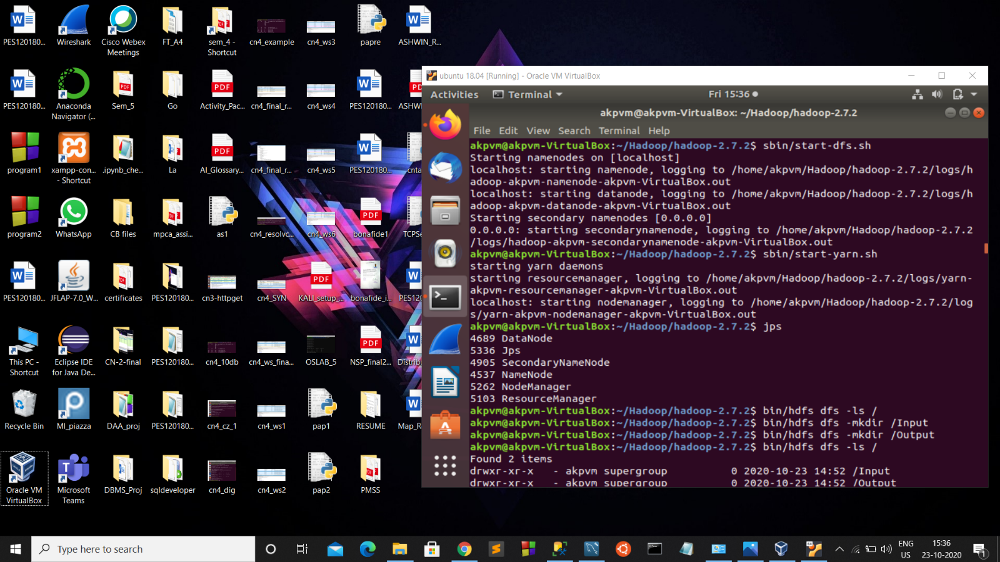 PES120180...
Wireshark
Cisco Webex
Meetings
FT_A4
sem_4 -
Shortcut
cn4_example
cn4_ws3
papre
ASHWIN_R...
PES120180...
Anaconda
Navigator (...
Sem_5
Go
Activity_Pac...
cn4_final_r...
cn4_ws4
PES120180...
program1
xampp-con...
- Shortcut
.ipynb_che...
La
AI_Glossary...
cn4_final_r...
cn4_ws5
PES120180...
program2
WhatsApp
CB files
mpca_assi...
as1
cn4_resolvc...
cn4_ws6
bonafide1
PES120180...
JFLAP-7.0_W...
certificates
PES120180...
cn3-httpget
cn4_SYN
KALI_setup_...
bonafide_i...
This PC -
Shortcut
Eclipse IDE
for Java De...
CN-2-final
PES120180...
cn4_10db
cn4_ws_fina...
OSLAB_5
NSP_final2...
Recycle Bin
MI_piazza
DAA_proj
PES120180...
cn4_cz_1
cn4_ws1
pap1
RESUME
Oracle VM
VirtualBox
Microsoft
Teams
DBMS_Proj
sqldeveloper
cn4_dig
cn4_ws2
pap2
PMSS
ubuntu 18.04 [Running] - Oracle VM VirtualBox
Activities
Terminal
Fri 15:36
akpvm@akpvm-VirtualBox: ~/Hadoop/hadoop-2.7.2
File Edit View Search Terminal Help
akpvm@akpvm-VirtualBox:~/Hadoop/hadoop-2.7.2$ sbin/start-dfs.sh
Starting namenodes on [localhost]
localhost: starting namenode, logging to /home/akpvm/Hadoop/hadoop-2.7.2/logs/h
adoop-akpvm-namenode-akpvm-VirtualBox.out
localhost: starting datanode, logging to /home/akpvm/Hadoop/hadoop-2.7.2/logs/h
adoop-akpvm-datanode-akpvm-VirtualBox.out
Starting secondary namenodes [0.0.0.0]
0.0.0.0: starting secondarynamenode, logging to /home/akpvm/Hadoop/hadoop-2.7.2
/logs/hadoop-akpvm-secondarynamenode-akpvm-VirtualBox.out
akpvm@akpvm-VirtualBox:~/Hadoop/hadoop-2.7.2$ sbin/start-yarn.sh
starting yarn daemons
starting resourcemanager, logging to /home/akpvm/Hadoop/hadoop-2.7.2/logs/yarn-
akpvm-resourcemanager-akpvm-VirtualBox.out
localhost: starting nodemanager, logging to /home/akpvm/Hadoop/hadoop-2.7.2/log
s/yarn-akpvm-nodemanager-akpvm-VirtualBox.out
akpvm@akpvm-VirtualBox:~/Hadoop/hadoop-2.7.2$ jps
4689 DataNode
5336 Jps
4905 SecondaryNameNode
4537 NameNode
5262 NodeManager
5103 ResourceManager
akpvm@akpvm-VirtualBox:~/Hadoop/hadoop-2.7.2$ bin/hdfs dfs -ls /
akpvm@akpvm-VirtualBox:~/Hadoop/hadoop-2.7.2$ bin/hdfs dfs -mkdir /Input
akpvm@akpvm-VirtualBox:~/Hadoop/hadoop-2.7.2$ bin/hdfs dfs -mkdir /Output
akpvm@akpvm-VirtualBox:~/Hadoop/hadoop-2.7.2$ bin/hdfs dfs -ls /
Found 2 items
drwxr-xr-x - akpvm supergroup 0 2020-10-23 14:52 /Input
drwxr-xr-x - akpvm supergroup 0 2020-10-23 14:52 /Output
Type here to search
ENG
US
15:36
23-10-2020
1